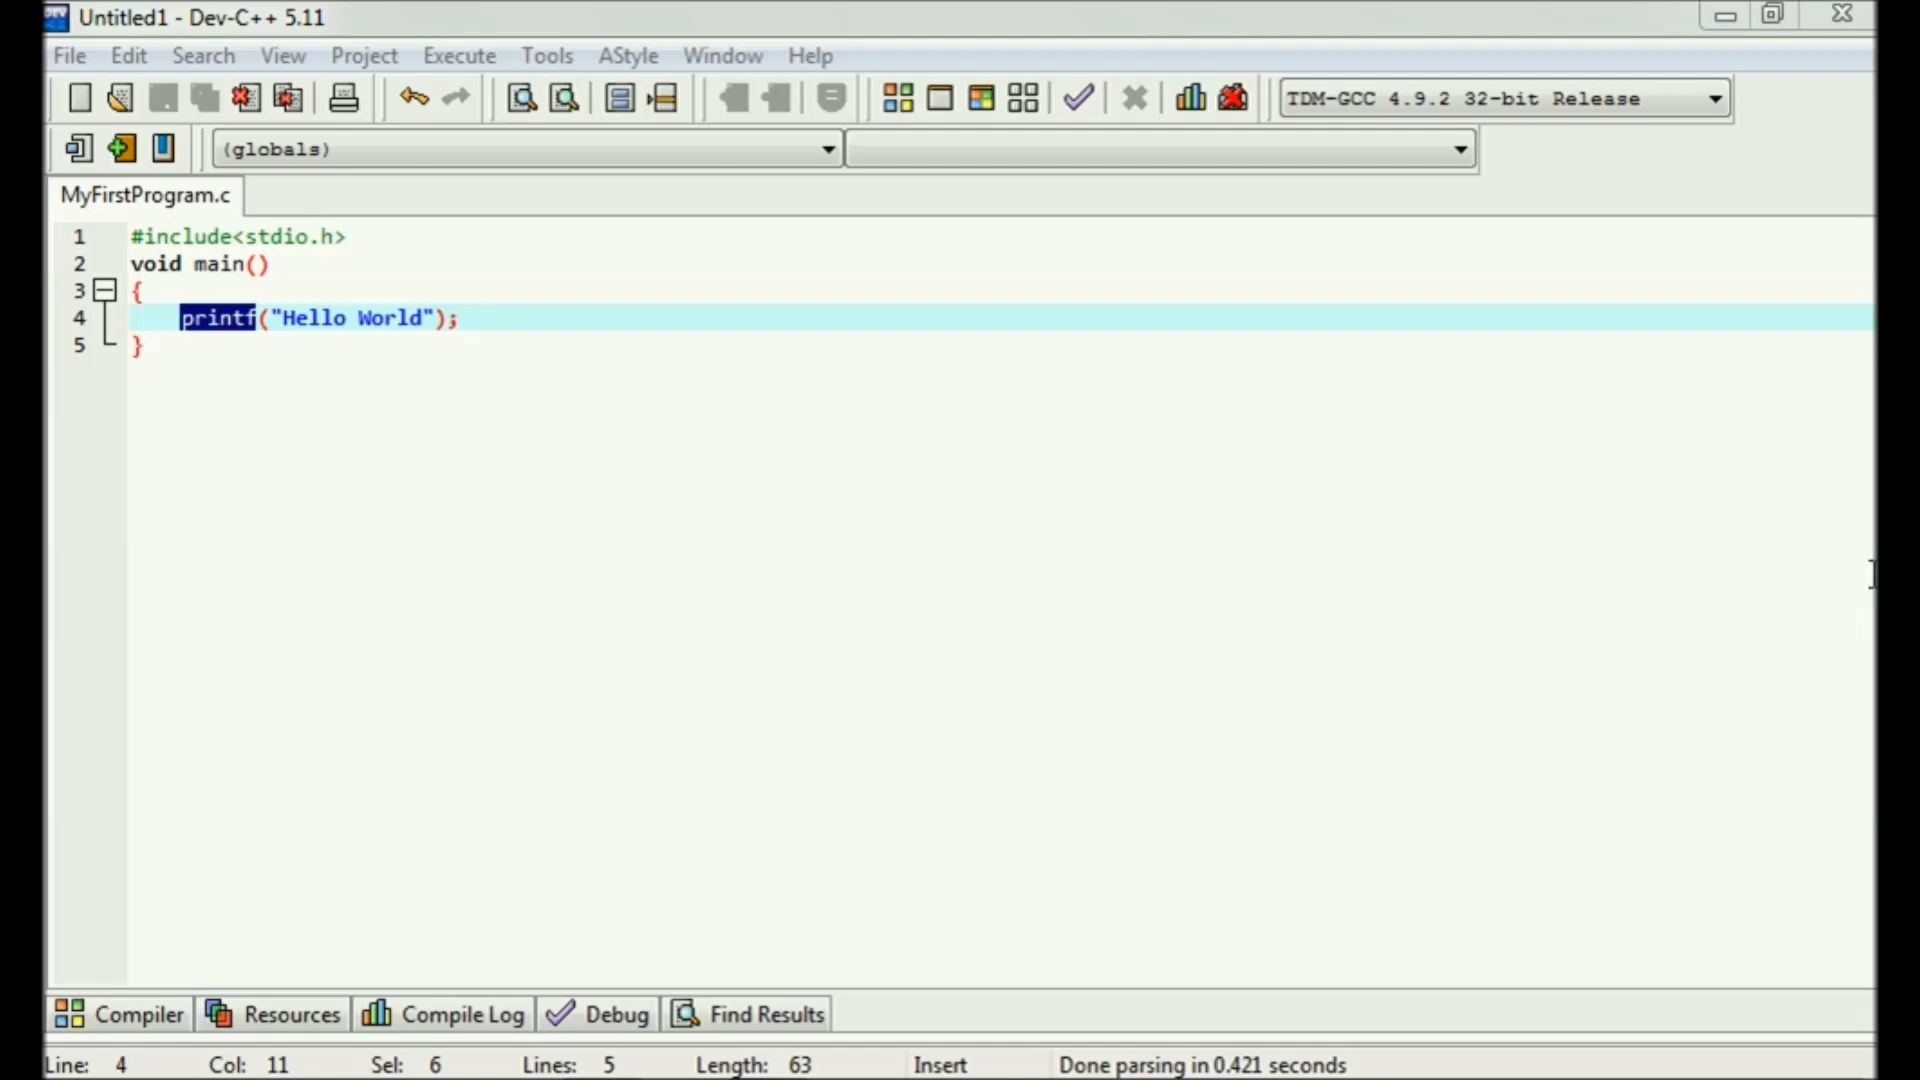 Untitled1 - Dev-C++ 5.11
File Edit Search View Project Execute Tools AStyle Window Help
TDM-GCC 4.9.2 32-bit Release
(globals)
MyFirstProgram.c
1 #include<stdio.h>
2 void main()
3 {
4 printf("Hello World");
5 }
Compiler Resources Compile Log Debug Find Results
Line: 4 Col: 11 Sel: 6 Lines: 5 Length: 63 Insert Done parsing in 0.421 seconds